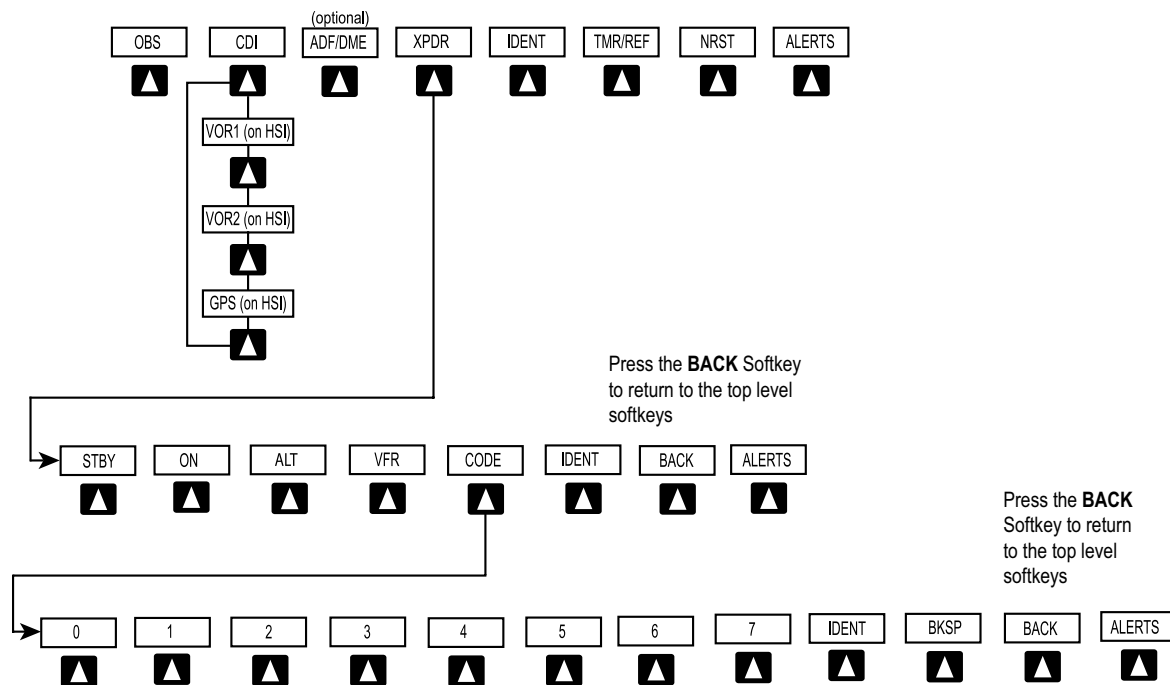 (optional)
OBS CDI ADF/DME XPDR IDENT TMR/REF NRST ALERTS
VOR1 (on HSI)
VOR2 (on HSI)
GPS (on HSI)
Press the BACK Softkey
to return to the top level
softkeys
STBY ON ALT VFR CODE IDENT BACK ALERTS
Press the BACK
Softkey to return
to the top level
softkeys
0 1 2 3 4 5 6 7 IDENT BKSP BACK ALERTS